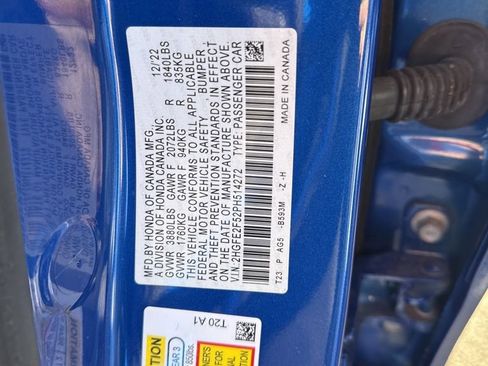 MFD.BY HONDA OF CANADA MFG. 12/22
A DIVISION OF HONDA CANADA INC.
GVWR 3880LBS GAWR F 2072LBS R 1840LBS
GVWR 1760KG GAWR F 940KG R 835KG
THIS VEHICLE CONFORMS TO ALL APPLICABLE
FEDERAL MOTOR VEHICLE SAFETY, BUMPER,
AND THEFT PREVENTION STANDARDS IN EFFECT
ON THE DATE OF MANUFACTURE SHOWN ABOVE.
V.I.N. 2HGFE2F52PH514272 TYPE: PASSENGER CAR
T23 P AG5 -B593M -Z -H
MADE IN CANADA
T20 A1
EAR 3
850lbs.